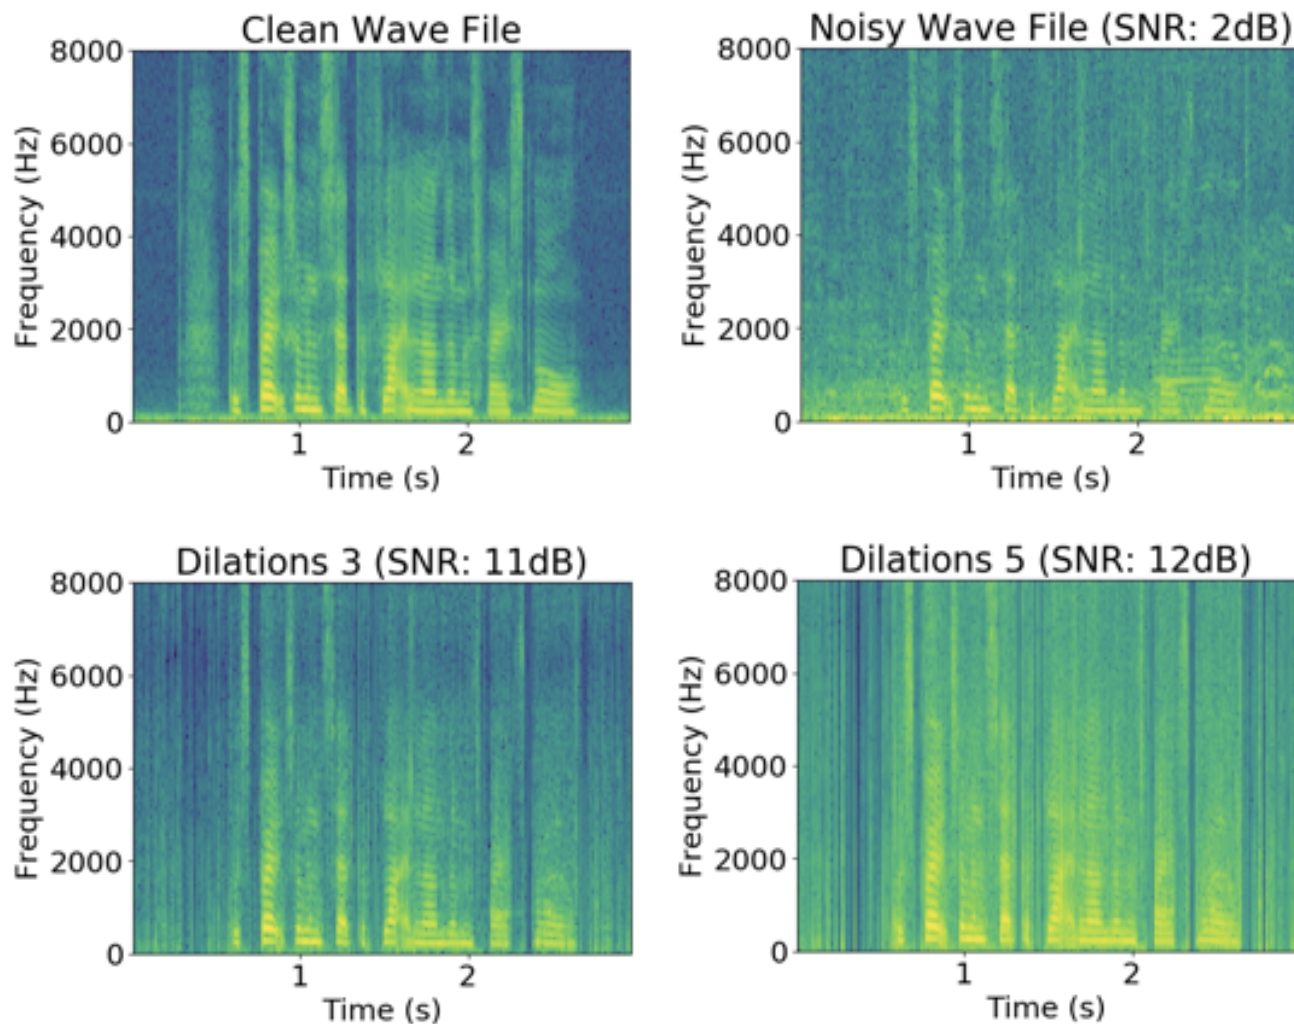 Clean Wave File
8000
6000
4000
2000
0
Frequency (Hz)
1 2
Time (s)
Noisy Wave File (SNR: 2dB)
8000
6000
4000
2000
0
Frequency (Hz)
1 2
Time (s)
Dilations 3 (SNR: 11dB)
8000
6000
4000
2000
0
Frequency (Hz)
1 2
Time (s)
Dilations 5 (SNR: 12dB)
8000
6000
4000
2000
0
Frequency (Hz)
1 2
Time (s)